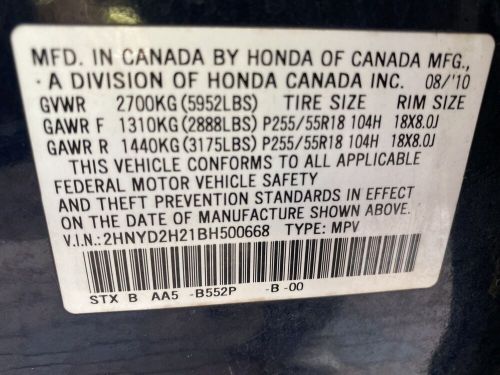 MFD. IN CANADA BY HONDA OF CANADA MFG.,
A DIVISION OF HONDA CANADA INC. 08/'10
GVWR 2700KG(5952LBS) TIRE SIZE RIM SIZE
GAWR F 1310KG(2888LBS) P255/55R18 104H 18X8.0J
GAWR R 1440KG(3175LBS) P255/55R18 104H 18X8.0J
THIS VEHICLE CONFORMS TO ALL APPLICABLE
FEDERAL MOTOR VEHICLE SAFETY
AND THEFT PREVENTION STANDARDS IN EFFECT
ON THE DATE OF MANUFACTURE SHOWN ABOVE.
V.I.N.:2HNYD2H21BH500668 TYPE: MPV
STX B AA5 -B552P -B -00